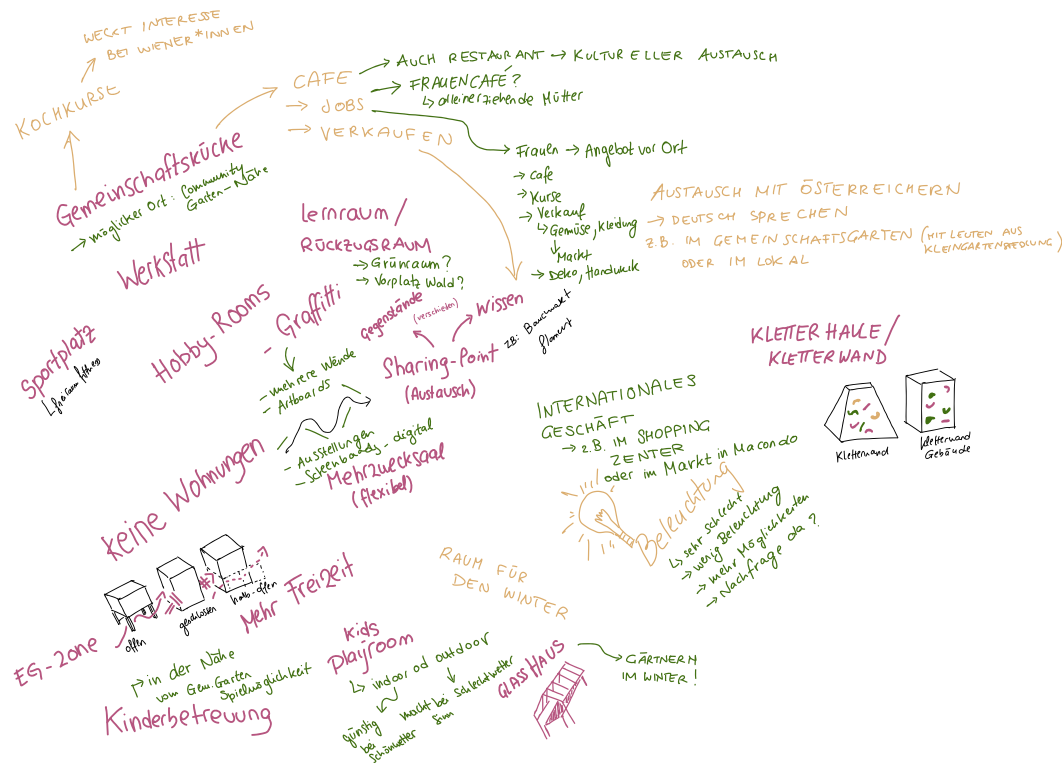 WECKT INTERESSE
BEI WIENER*INNEN
KOCHKURSE
CAFE
→ JOBS
→ VERKAUFEN
AUCH RESTAURANT → KULTURELLER AUSTAUSCH
FRAUENCAFÉ?
↳ alleinerziehende Mütter
Frauen → Angebot vor Ort
→ Cafe
→ Kurse
→ Verkauf
↳ Gemüse, Kleidung
↓
Markt
→ Deko, Handwerk
Gemeinschaftsküche
→ möglicher Ort: Community
Garten-Nähe
Werkstatt
lernraum /
RÜCKZUGSRAUM
→ Grünraum?
→ Vorplatz Wald?
AUSTAUSCH MIT ÖSTERREICHERN
→ DEUTSCH SPRECHEN
Z.B. IM GEMEINSCHAFTSGARTEN (MIT LEUTEN AUS
KLEINGARTENSIEDLUNG)
ODER IM LOKAL
Sportplatz
Hobby-Rooms
- Graffitti
- mehrere Wände
- Artboards
- Ausstellungen
- Screenboards - digital
Gegenstände
(verschieden)
Wissen
Sharing-Point
(Austausch)
z.B.
Mehrzwecksaal
(flexibel)
KLETTERHALLE /
KLETTERWAND
Kletterwand
Kletterwand
Gebäude
INTERNATIONALES
GESCHÄFT
→ Z.B. IM SHOPPING
ZENTER
oder im Markt in Macondo
Beleuchtung
↳ sehr schlecht
→ wenig Beleuchtung
→ mehr Möglichkeiten
→ Nachfrage da?
keine Wohnungen
EG-Zone
offen
geschlossen
halb-offen
Mehr Freizeit
RAUM FÜR
DEN WINTER
in der Nähe
vom Gem.Garten
Spielmöglichkeit
Kinderbetreuung
kids
playroom
↳ indoor od outdoor
günstig
bei
Schönwetter
macht bei Schlechtwetter
Sinn
GLASSHAUS
→ GÄRTNERN
IM WINTER!